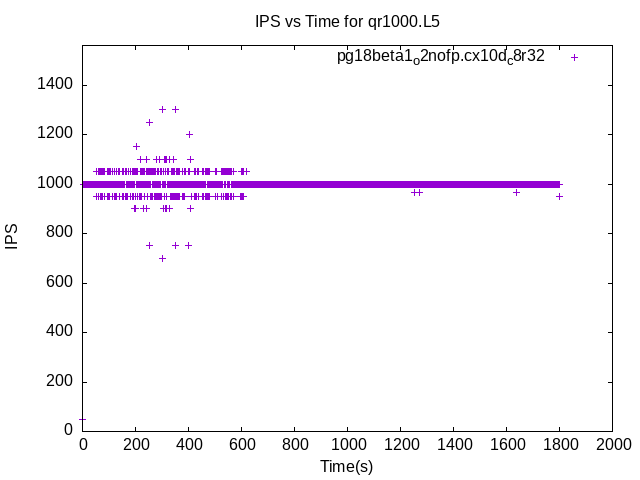 IPS vs Time for qr1000.L5
pg18beta1o2nofp.cx10dc8r32
1400
1200
1000
800
600
400
200
0
IPS
0 200 400 600 800 1000 1200 1400 1600 1800 2000
Time(s)